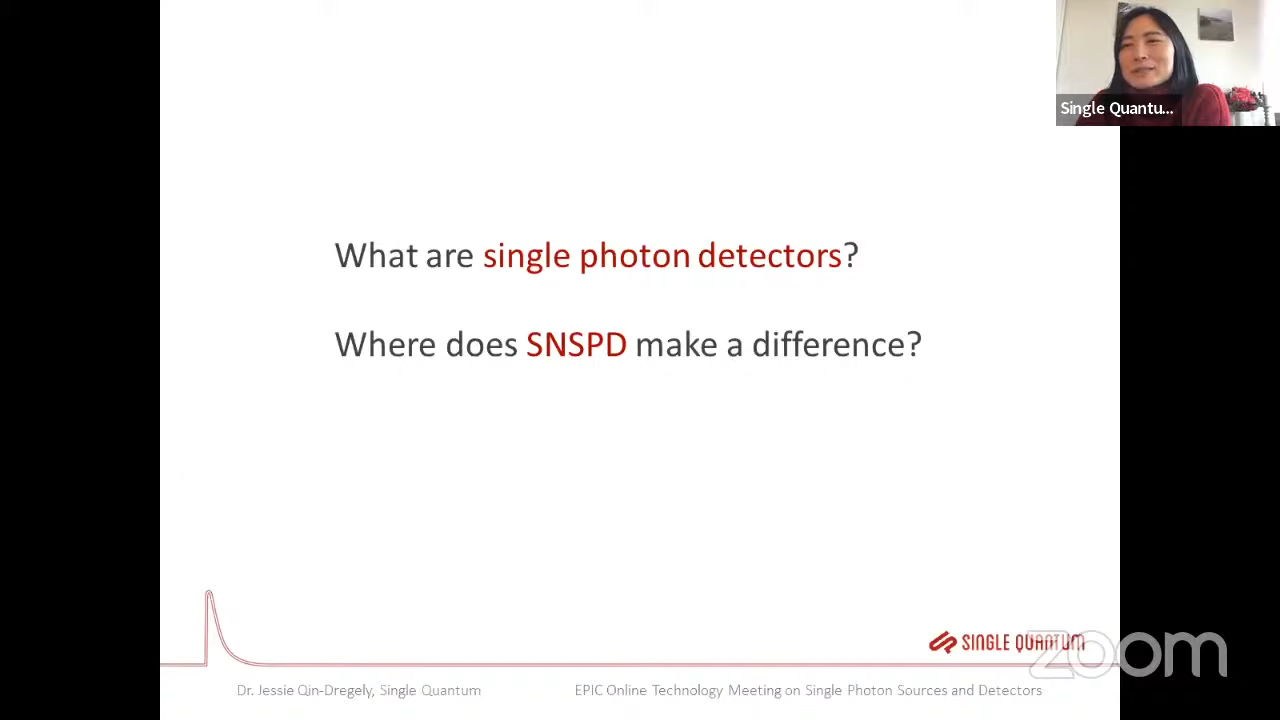 Single Quantu...
What are single photon detectors?
Where does SNSPD make a difference?
SINGLE QUANTUM
zoom
Dr. Jessie Qin-Dregely, Single Quantum
EPIC Online Technology Meeting on Single Photon Sources and Detectors